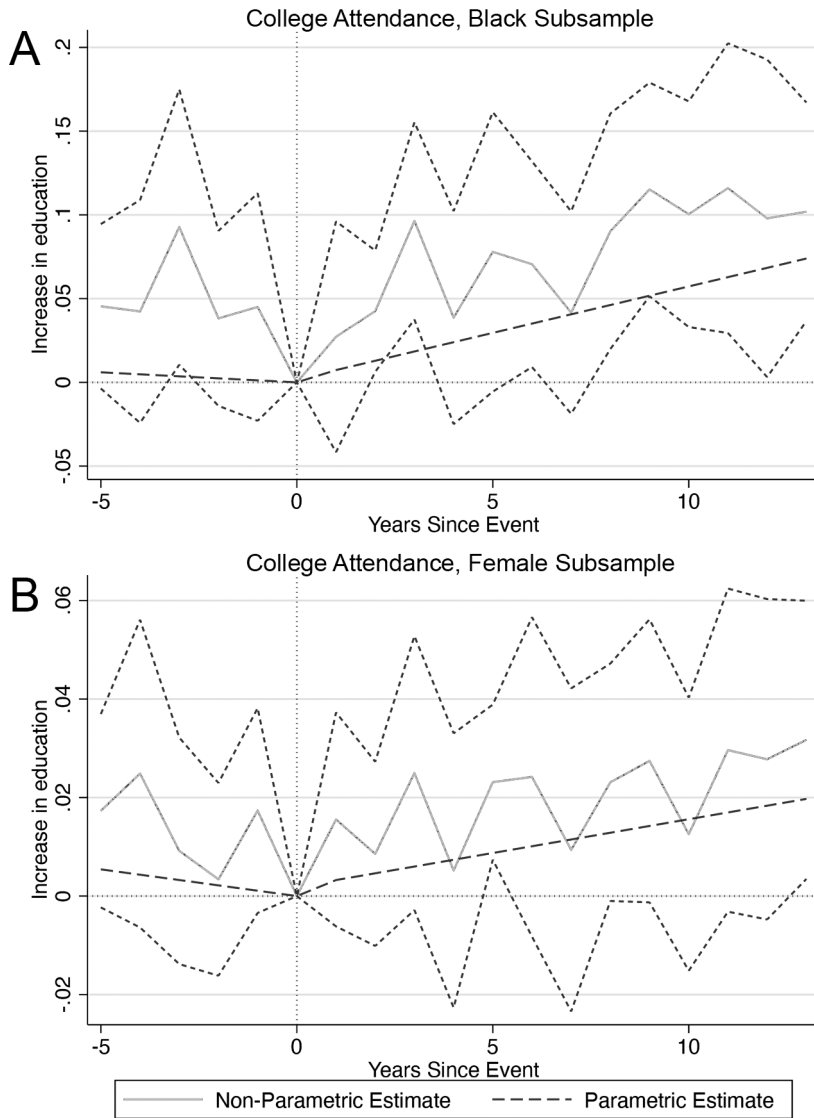 College Attendance, Black Subsample
A
Increase in education
.2
.15
.1
.05
0
-.05
-5 0 5 10
Years Since Event
College Attendance, Female Subsample
B
Increase in education
.06
.04
.02
0
-.02
-5 0 5 10
Years Since Event
Non-Parametric Estimate Parametric Estimate